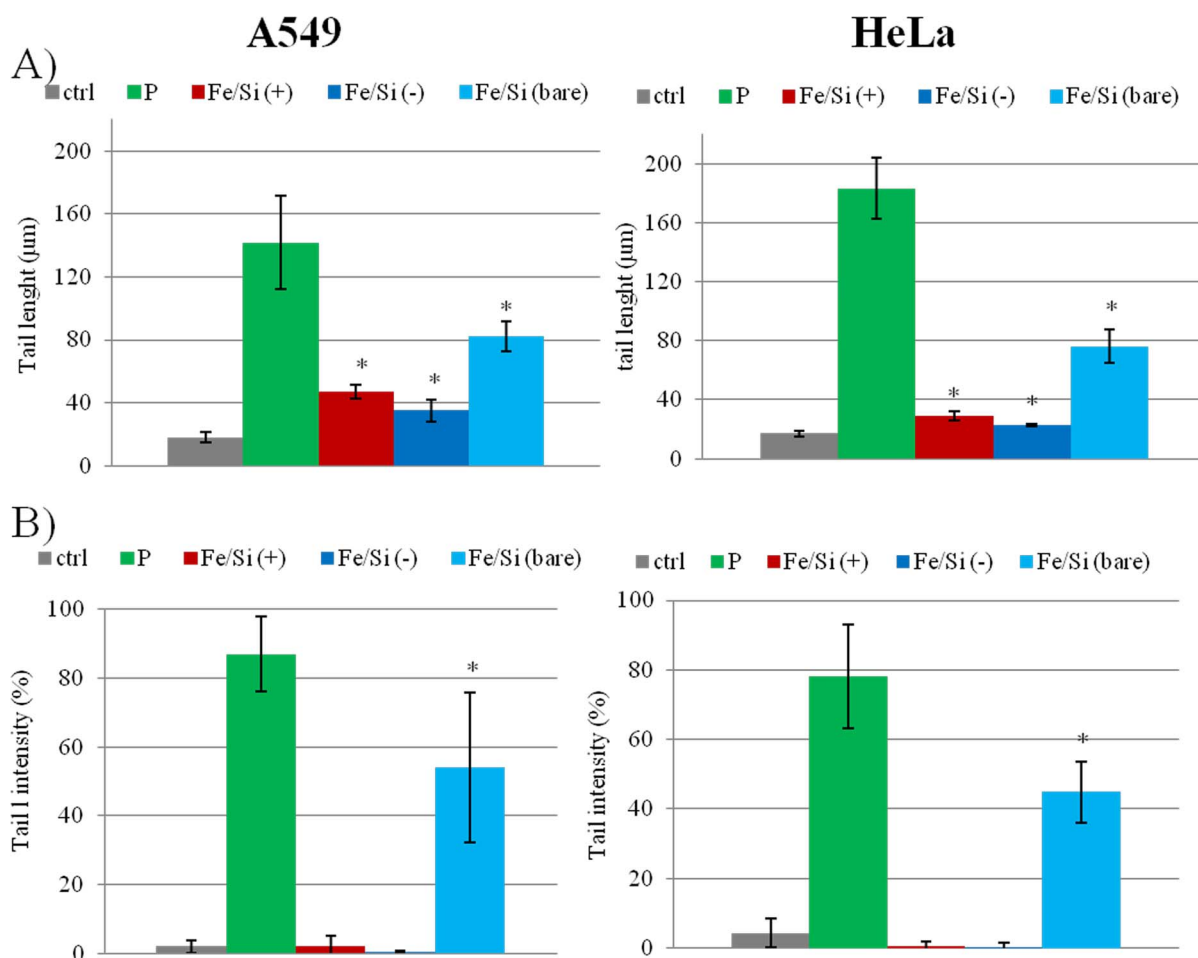 A549
HeLa
A)
ctrl P Fe/Si (+) Fe/Si (-) Fe/Si (bare)
Tail lenght (µm)
200
160
120
80
40
0
*
*
*
ctrl P Fe/Si (+) Fe/Si (-) Fe/Si (bare)
tail lenght (µm)
200
160
120
80
40
0
*
*
*
B)
ctrl P Fe/Si (+) Fe/Si (-) Fe/Si (bare)
Tail l intensity (%)
100
80
60
40
20
0
*
ctrl P Fe/Si (+) Fe/Si (-) Fe/Si (bare)
Tail intensity (%)
100
80
60
40
20
0
*